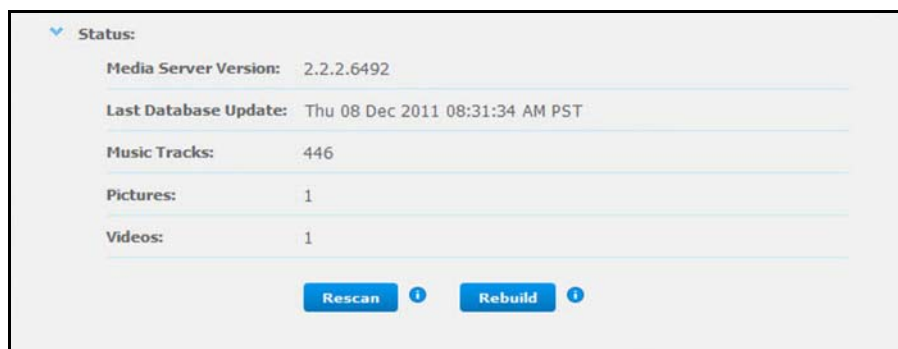 Status:
Media Server Version: 2.2.2.6492
Last Database Update: Thu 08 Dec 2011 08:31:34 AM PST
Music Tracks: 446
Pictures: 1
Videos: 1
Rescan i Rebuild i